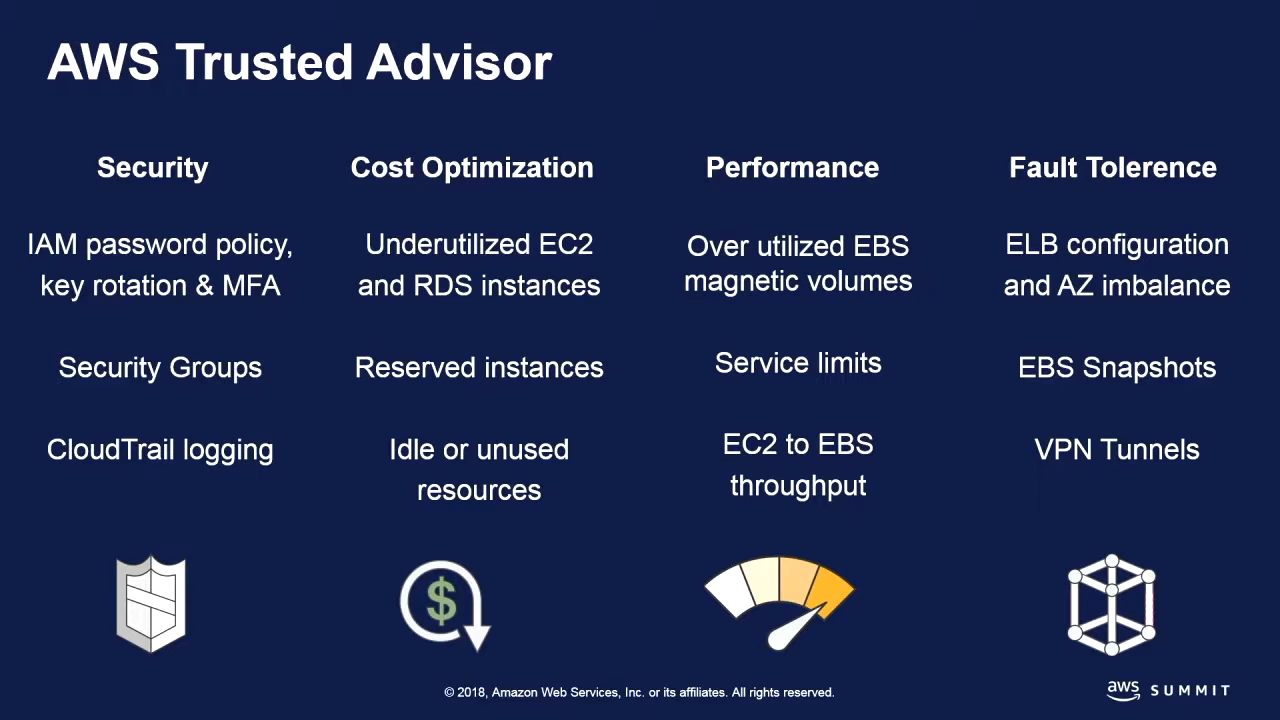 AWS Trusted Advisor
Security
IAM password policy,
key rotation & MFA
Security Groups
CloudTrail logging
Cost Optimization
Underutilized EC2
and RDS instances
Reserved instances
Idle or unused
resources
$
Performance
Over utilized EBS
magnetic volumes
Service limits
EC2 to EBS
throughput
Fault Tolerence
ELB configuration
and AZ imbalance
EBS Snapshots
VPN Tunnels
© 2018, Amazon Web Services, Inc. or its affiliates. All rights reserved.
aws SUMMIT